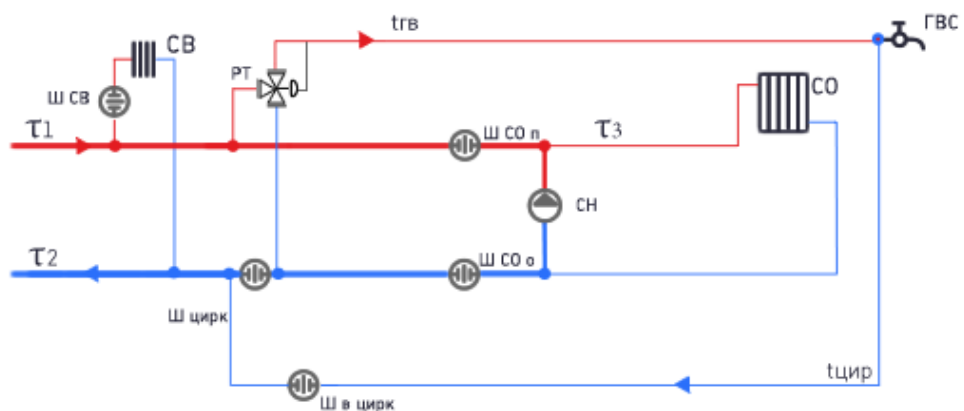 tгв
ГВС
СВ
РТ
СО
Ш СВ
τ1
Ш СО п
τ3
СН
τ2
Ш СО о
Ш цирк
tцир
Ш в цирк